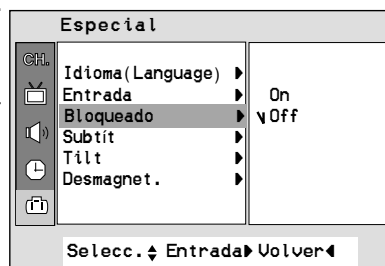 Especial
CH.
Idioma(Language)
Entrada
On
Bloqueado
Off
Subtít
Tilt
Desmagnet.
Selecc. Entrada Volver